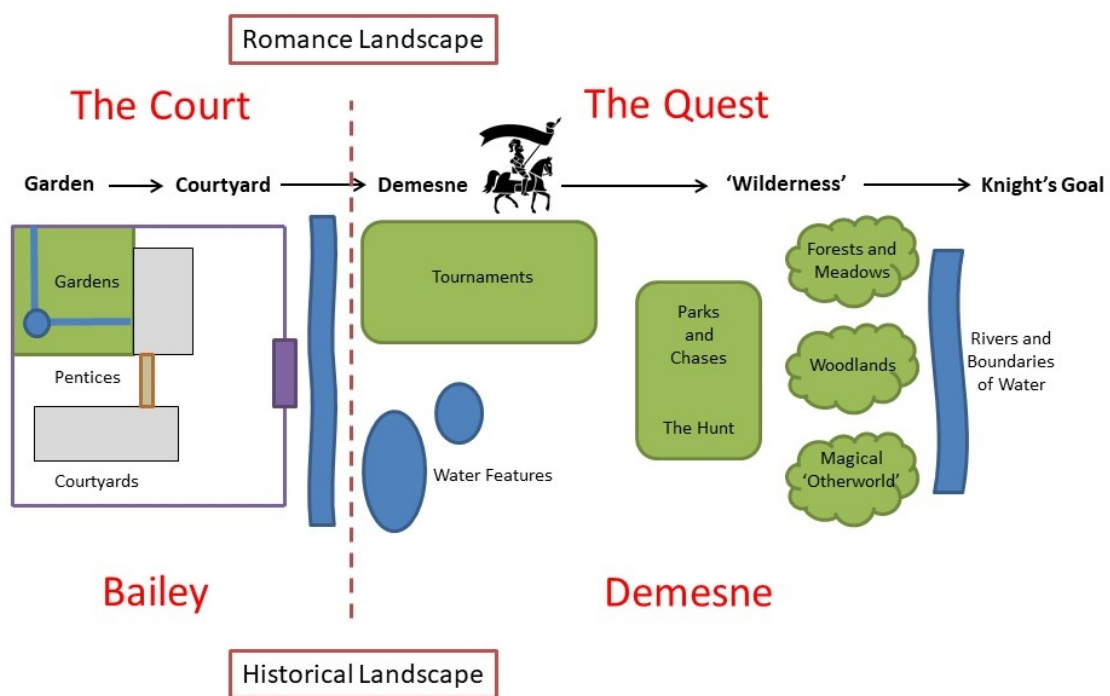 Romance Landscape
The Court
The Quest
Garden
Courtyard
Demesne
‘Wilderness’
Knight’s Goal
Gardens
Pentices
Courtyards
Tournaments
Water Features
Parks
and
Chases
The Hunt
Forests and
Meadows
Woodlands
Magical
‘Otherworld’
Rivers and
Boundaries
of Water
Bailey
Demesne
Historical Landscape